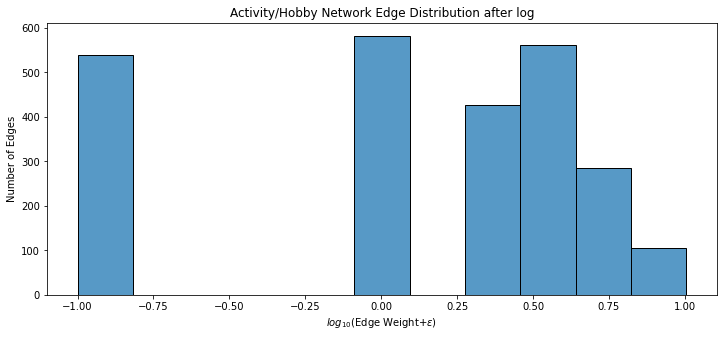 Activity/Hobby Network Edge Distribution after log
Number of Edges
600
500
400
300
200
100
0
−1.00 −0.75 −0.50 −0.25 0.00 0.25 0.50 0.75 1.00
log₁₀(Edge Weight+ε)